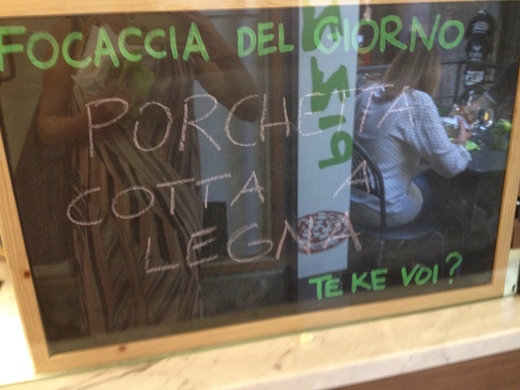 FOCACCIA DEL GIORNO
PORCHETTA
COTTA A
LEGNA
TE KE VOI?